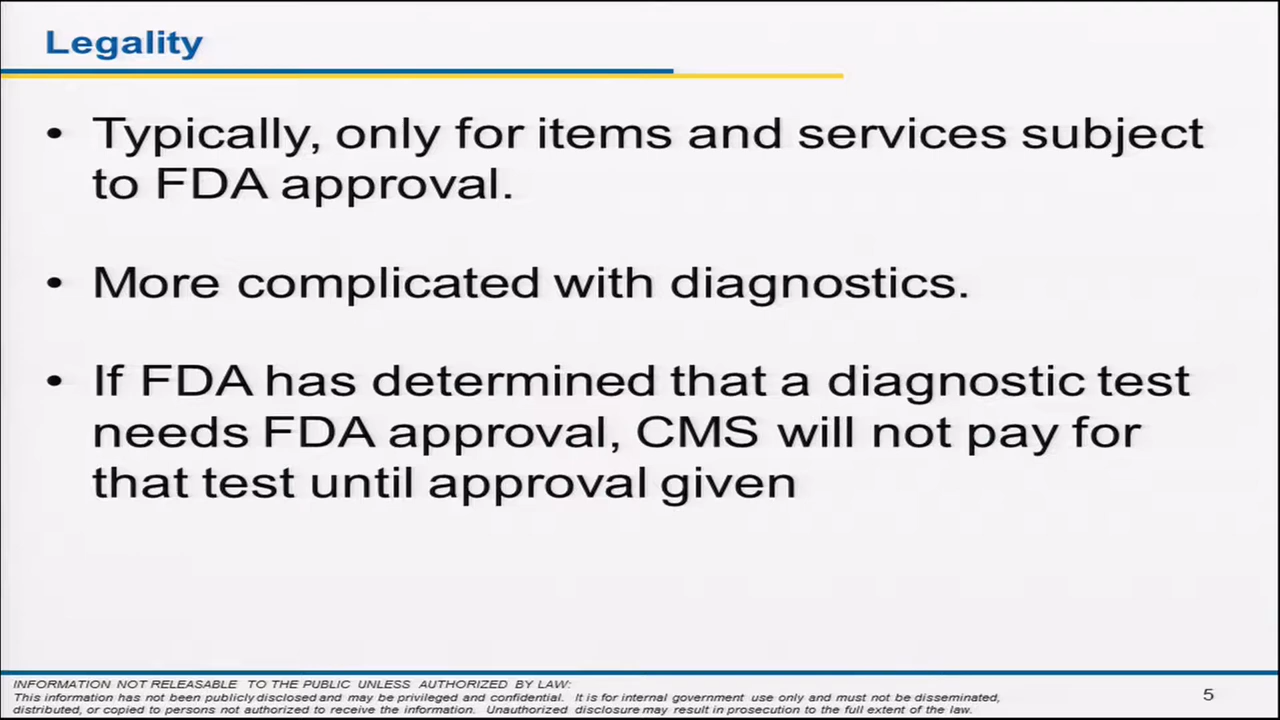 Legality
• Typically, only for items and services subject
to FDA approval.
• More complicated with diagnostics.
• If FDA has determined that a diagnostic test
needs FDA approval, CMS will not pay for
that test until approval given
INFORMATION NOT RELEASABLE TO THE PUBLIC UNLESS AUTHORIZED BY LAW:
This information has not been publicly disclosed and may be privileged and confidential. It is for internal government use only and must not be disseminated,
distributed, or copied to persons not authorized to receive the information. Unauthorized disclosure may result in prosecution to the full extent of the law.
5